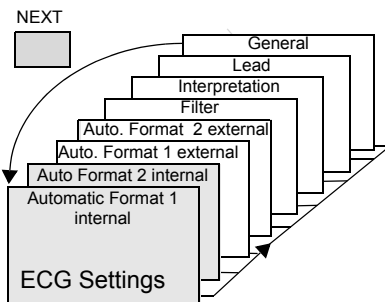 NEXT
General
Lead
Interpretation
Filter
Auto. Format 2 external
Auto. Format 1 external
Auto Format 2 internal
Automatic Format 1
internal
ECG Settings